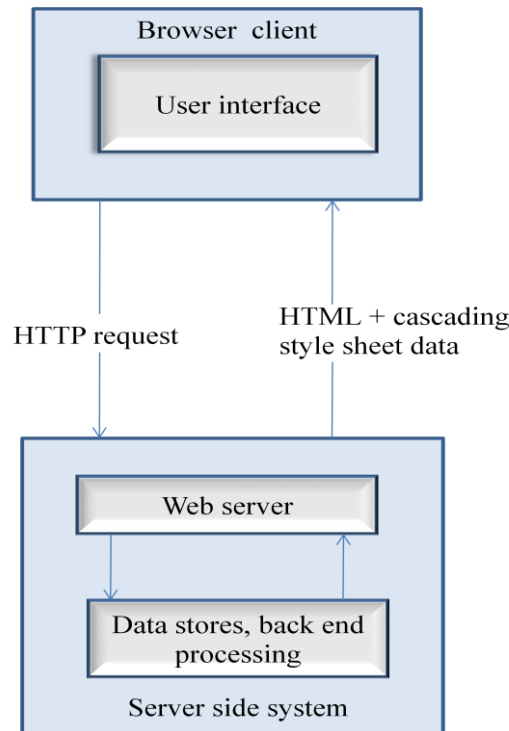 Browser client
User interface
HTTP request
HTML + cascading
style sheet data
Web server
Data stores, back end
processing
Server side system